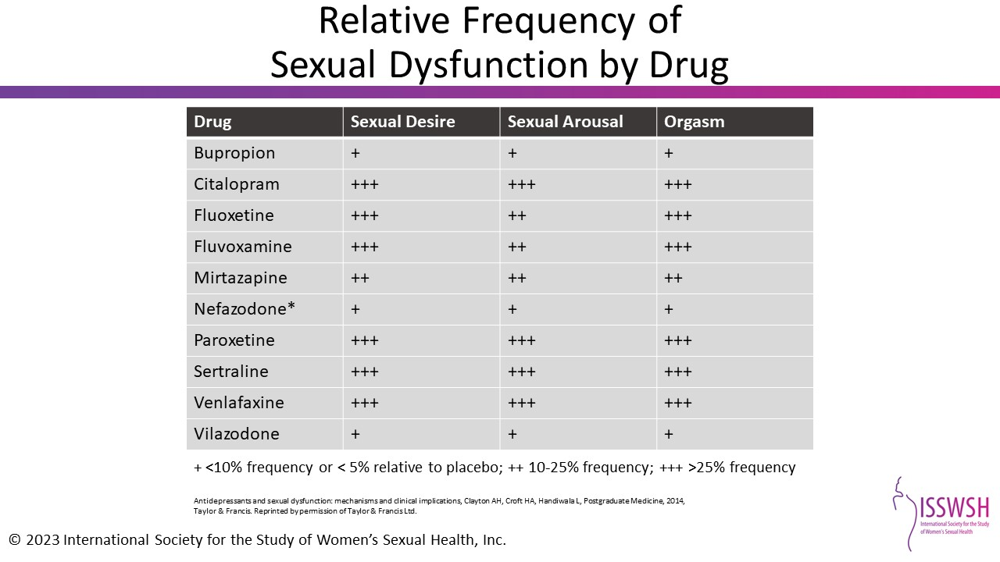 Relative Frequency of
Sexual Dysfunction by Drug
Drug Sexual Desire Sexual Arousal Orgasm
Bupropion + + +
Citalopram +++ +++ +++
Fluoxetine +++ ++ +++
Fluvoxamine +++ ++ +++
Mirtazapine ++ ++ ++
Nefazodone* + + +
Paroxetine +++ +++ +++
Sertraline +++ +++ +++
Venlafaxine +++ +++ +++
Vilazodone + + +
+ <10% frequency or < 5% relative to placebo; ++ 10-25% frequency; +++ >25% frequency
Antidepressants and sexual dysfunction: mechanisms and clinical implications, Clayton AH, Croft HA, Handiwala L, Postgraduate Medicine, 2014,
Taylor & Francis. Reprinted by permission of Taylor & Francis Ltd.
ISSWSH
International Society for the Study
of Women's Sexual Health
© 2023 International Society for the Study of Women’s Sexual Health, Inc.